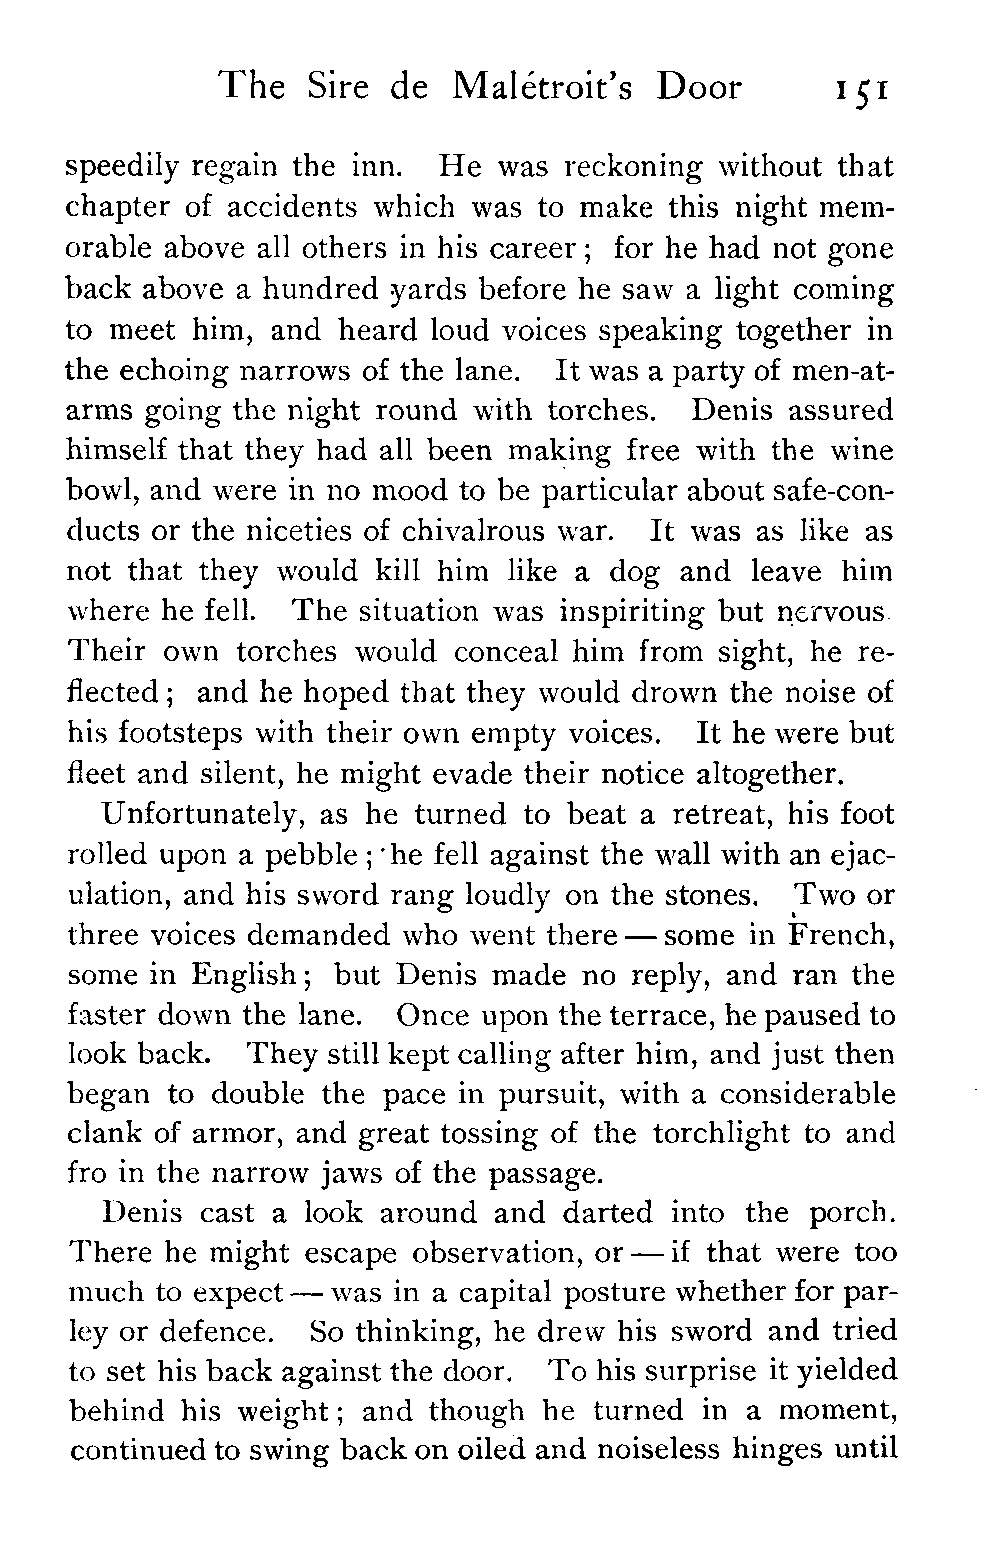 The Sire de Malétroit's Door 151
speedily regain the inn. He was reckoning without that
chapter of accidents which was to make this night mem-
orable above all others in his career; for he had not gone
back above a hundred yards before he saw a light coming
to meet him, and heard loud voices speaking together in
the echoing narrows of the lane. It was a party of men-at-
arms going the night round with torches. Denis assured
himself that they had all been making free with the wine
bowl, and were in no mood to be particular about safe-con-
ducts or the niceties of chivalrous war. It was as like as
not that they would kill him like a dog and leave him
where he fell. The situation was inspiriting but nervous.
Their own torches would conceal him from sight, he re-
flected; and he hoped that they would drown the noise of
his footsteps with their own empty voices. It he were but
fleet and silent, he might evade their notice altogether.
Unfortunately, as he turned to beat a retreat, his foot
rolled upon a pebble; he fell against the wall with an ejac-
ulation, and his sword rang loudly on the stones. Two or
three voices demanded who went there — some in French,
some in English; but Denis made no reply, and ran the
faster down the lane. Once upon the terrace, he paused to
look back. They still kept calling after him, and just then
began to double the pace in pursuit, with a considerable
clank of armor, and great tossing of the torchlight to and
fro in the narrow jaws of the passage.
Denis cast a look around and darted into the porch.
There he might escape observation, or — if that were too
much to expect — was in a capital posture whether for par-
ley or defence. So thinking, he drew his sword and tried
to set his back against the door. To his surprise it yielded
behind his weight; and though he turned in a moment,
continued to swing back on oiled and noiseless hinges until